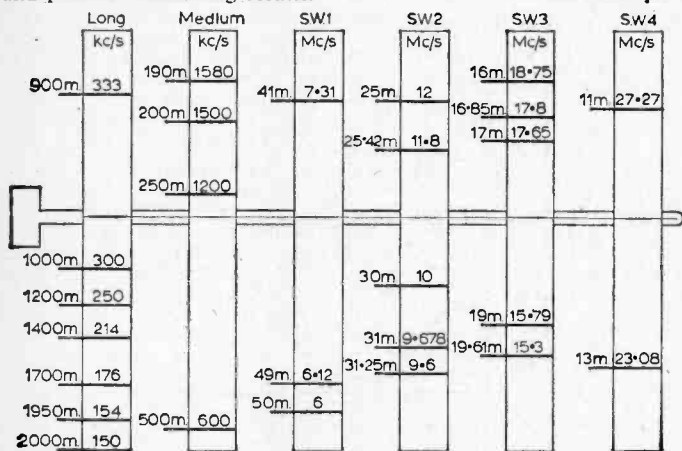 Long Medium SW1 SW2 SW3 SW4
kc/s kc/s Mc/s Mc/s Mc/s Mc/s
190m 1580 16m 18·75
900m 333 41m 7·31 25m 12
11m 27·27
200m 1500 16·85m 17·8
17m 17·65
25·42m 11·8
250m 1200
1000m 300
30m 10
1200m 250
19m 15·79
1400m 214
31m 9·678
19·61m 15·3
13m 23·08
31·25m 9·6
1700m 176 49m 6·12
50m 6
1950m 154
500m 600
2000m 150